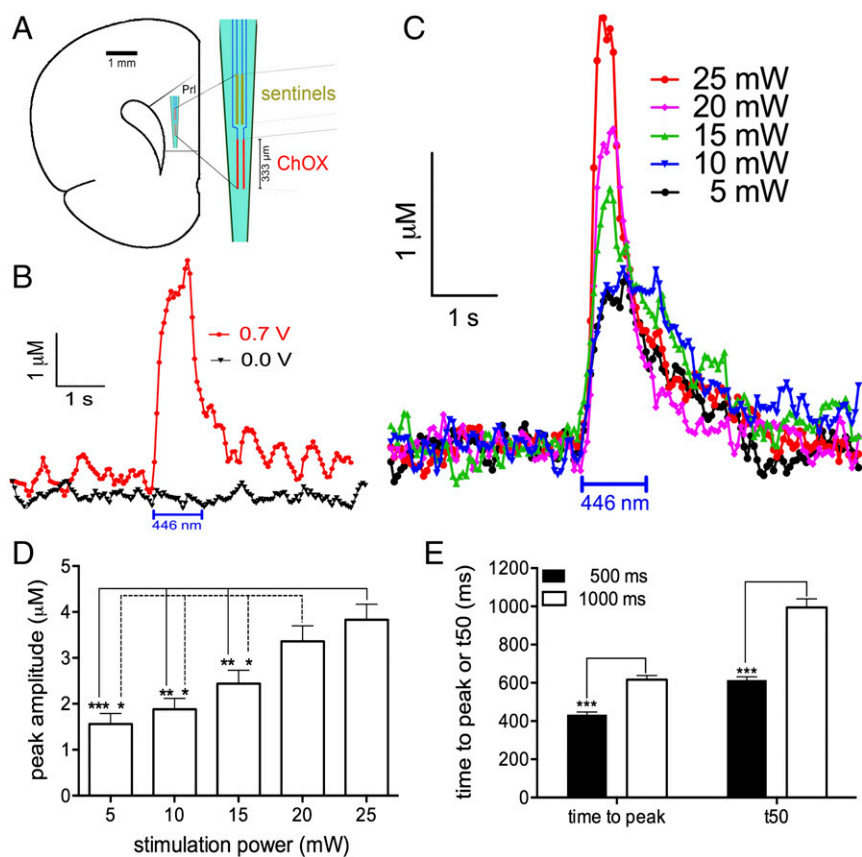 A
1 mm
Prl
sentinels
ChOX
333 µm
B
1 µM
1 s
0.7 V
0.0 V
446 nm
C
25 mW
20 mW
15 mW
10 mW
5 mW
1 µM
1 s
446 nm
D
peak amplitude (µM)
5
4
3
2
1
0
*** *
** *
** *
5 10 15 20 25
stimulation power (mW)
E
time to peak or t50 (ms)
1200
1000
800
600
400
200
0
500 ms
1000 ms
***
***
time to peak t50